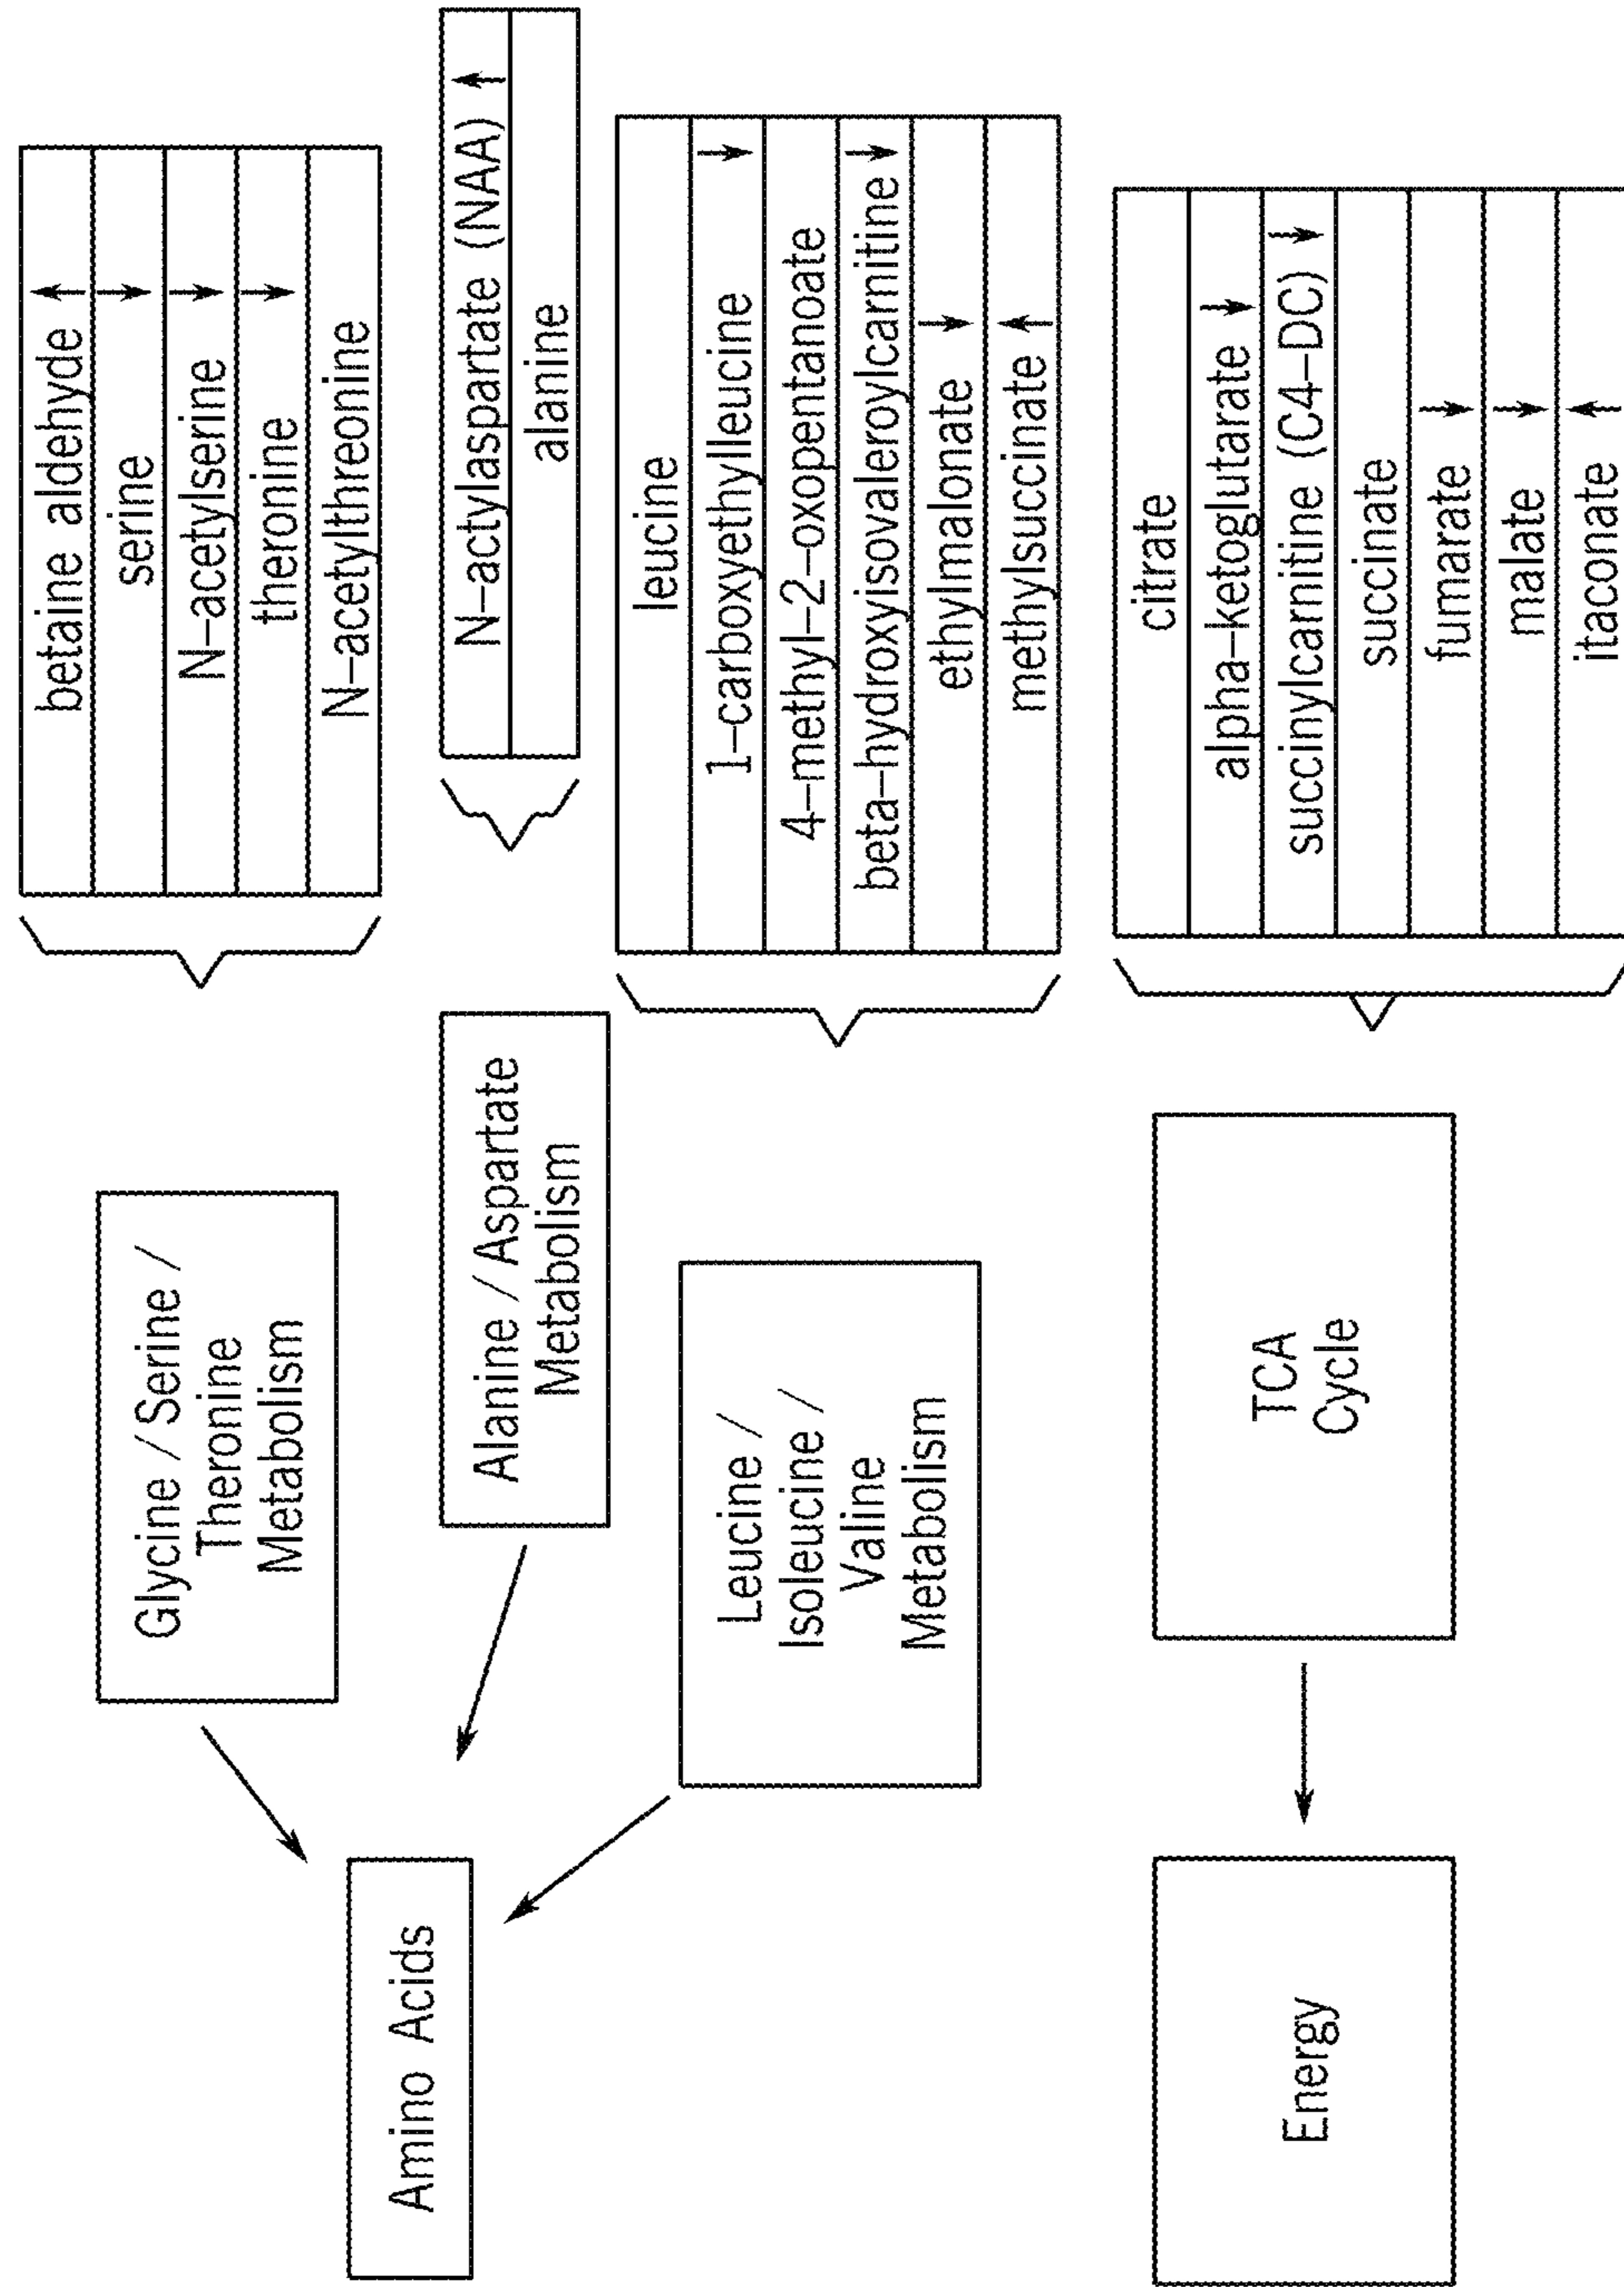 Amino Acids
Glycine / Serine /
Theronine
Metabolism
betaine aldehyde
serine
N-acetylserine
theronine
N-acetylthreonine
Alanine / Aspartate
Metabolism
N-actylaspartate (NAA)
alanine
Leucine /
Isoleucine /
Valine
Metabolism
leucine
1-carboxyethylleucine
4-methyl-2-oxopentanoate
beta-hydroxyisovaleroylcarnitine
ethylmalonate
methylsuccinate
Energy
TCA
Cycle
citrate
alpha-ketoglutarate
succinylcarnitine (C4-DC)
succinate
fumarate
malate
itaconate